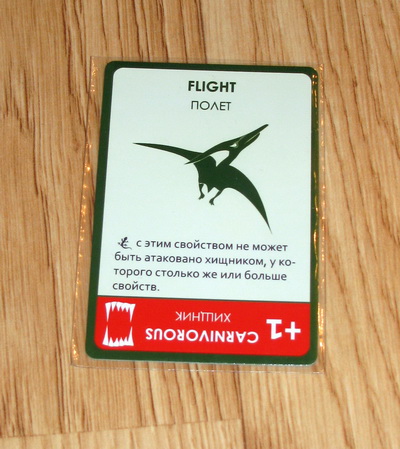 FLIGHT
ПОЛЕТ
с этим свойством не может
быть атаковано хищником, у ко-
торого столько же или больше
свойств.
+1
CARNIVOROUS
ХИЩНИК